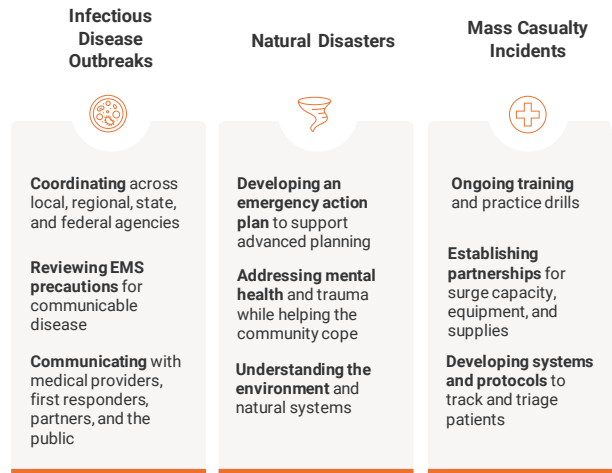 Infectious
Disease
Outbreaks
Coordinating across
local, regional, state,
and federal agencies
Reviewing EMS
precautions for
communicable
disease
Communicating with
medical providers,
first responders,
partners, and the
public
Natural Disasters
Developing an
emergency action
plan to support
advanced planning
Addressing mental
health and trauma
while helping the
community cope
Understanding the
environment and
natural systems
Mass Casualty
Incidents
Ongoing training
and practice drills
Establishing
partnerships for
surge capacity,
equipment, and
supplies
Developing systems
and protocols to
track and triage
patients